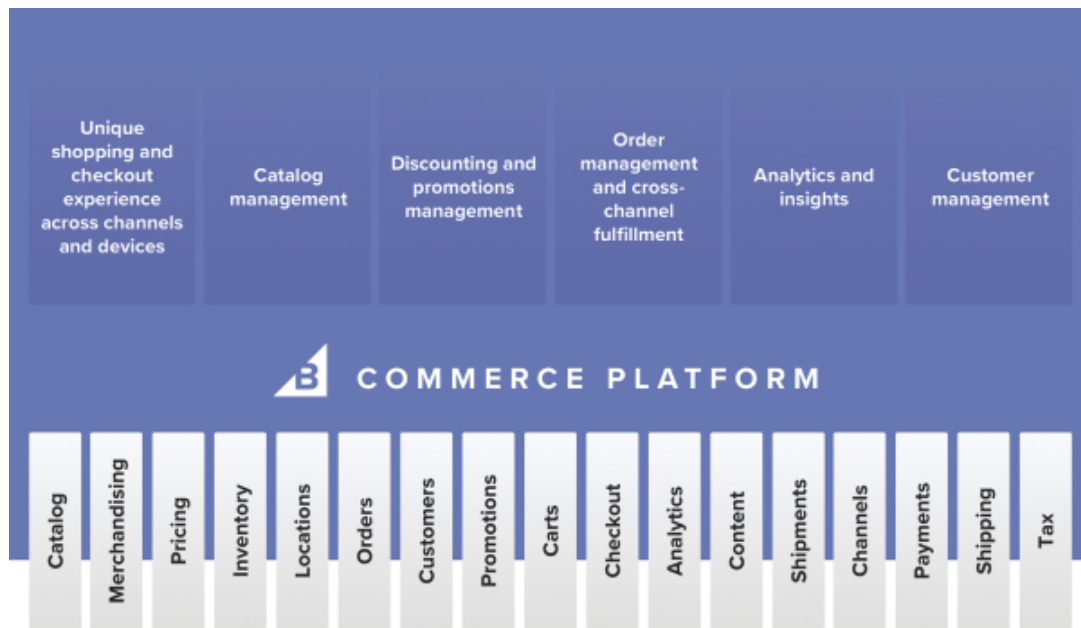 Unique
shopping and
checkout
experience
across channels
and devices
Catalog
management
Discounting and
promotions
management
Order
management
and cross-
channel
fulfillment
Analytics and
insights
Customer
management
B COMMERCE PLATFORM
Catalog
Merchandising
Pricing
Inventory
Locations
Orders
Customers
Promotions
Carts
Checkout
Analytics
Content
Shipments
Channels
Payments
Shipping
Tax